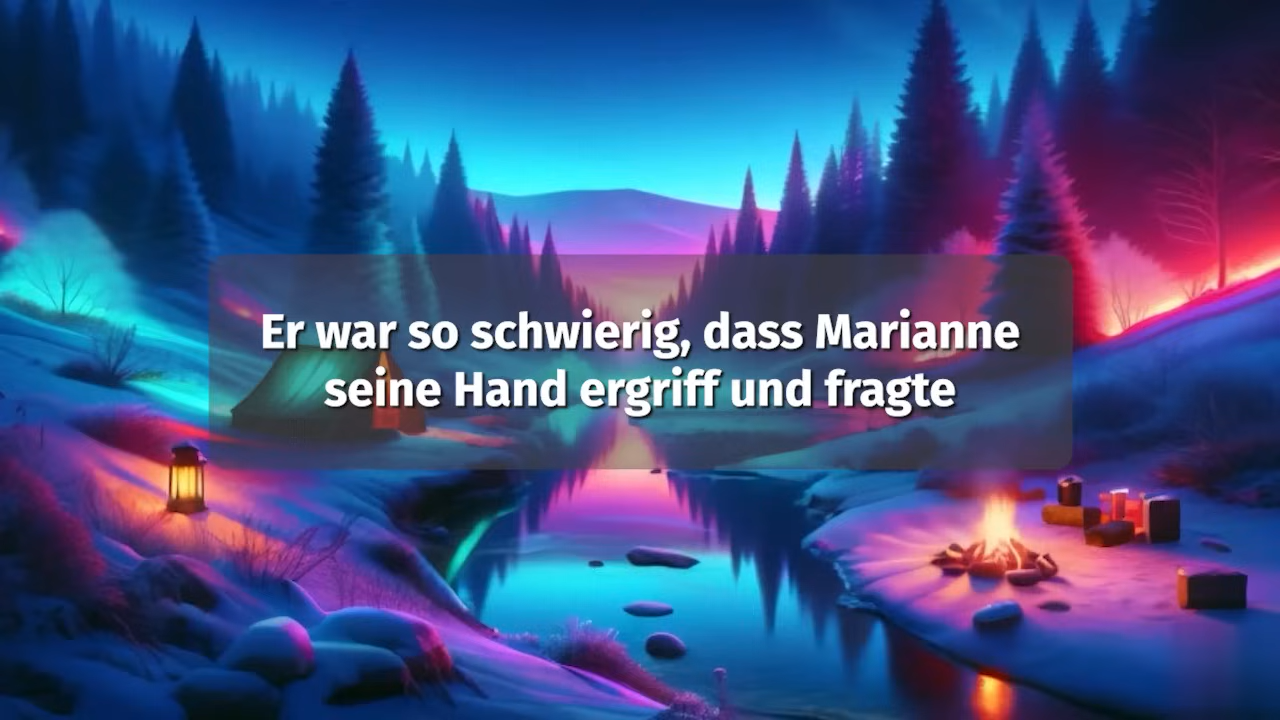 Er war so schwierig, dass Marianne
seine Hand ergriff und fragte